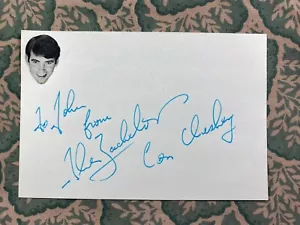 To John
from
The Bachelors
Con Cluskey